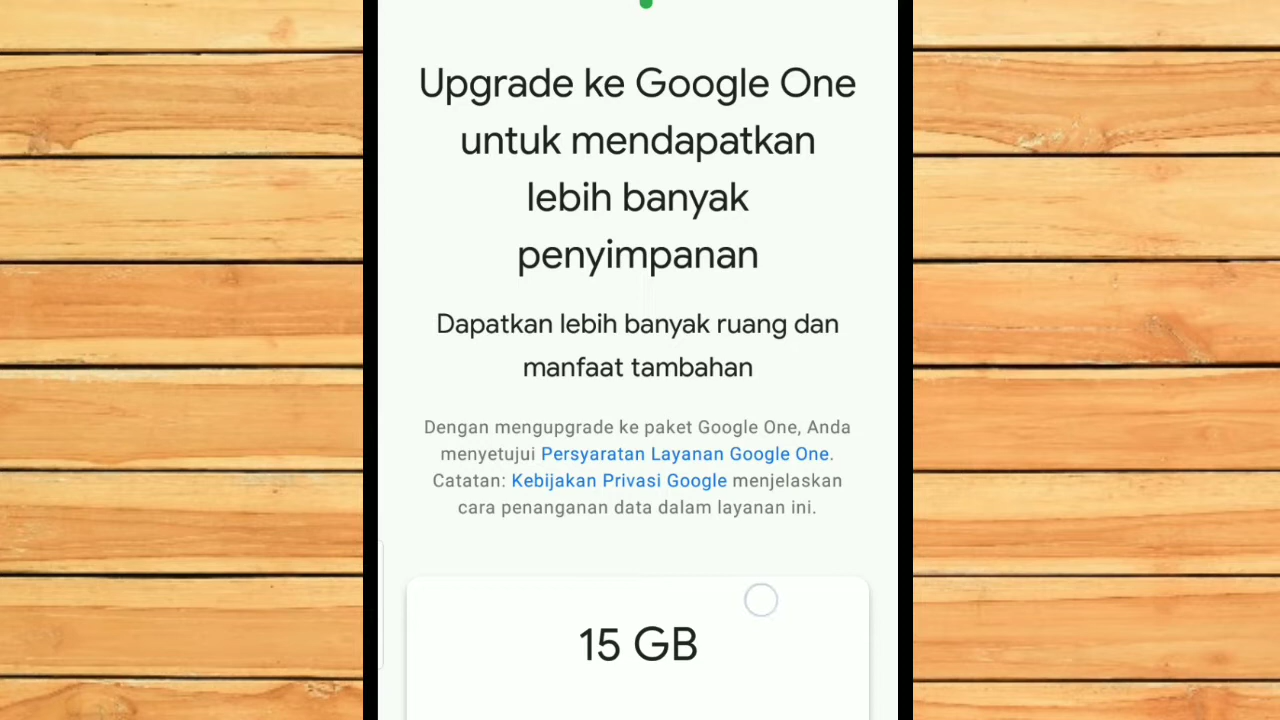 Upgrade ke Google One
untuk mendapatkan
lebih banyak
penyimpanan
Dapatkan lebih banyak ruang dan
manfaat tambahan
Dengan mengupgrade ke paket Google One, Anda
menyetujui Persyaratan Layanan Google One.
Catatan: Kebijakan Privasi Google menjelaskan
cara penanganan data dalam layanan ini.
15 GB